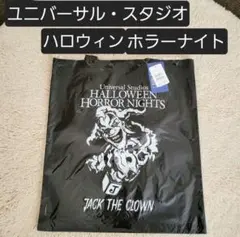 ユニバーサル・スタジオ
ハロウィンホラーナイト
Universal Studios
HALLOWEEN
HORROR NIGHTS
JACK THE CLOWN